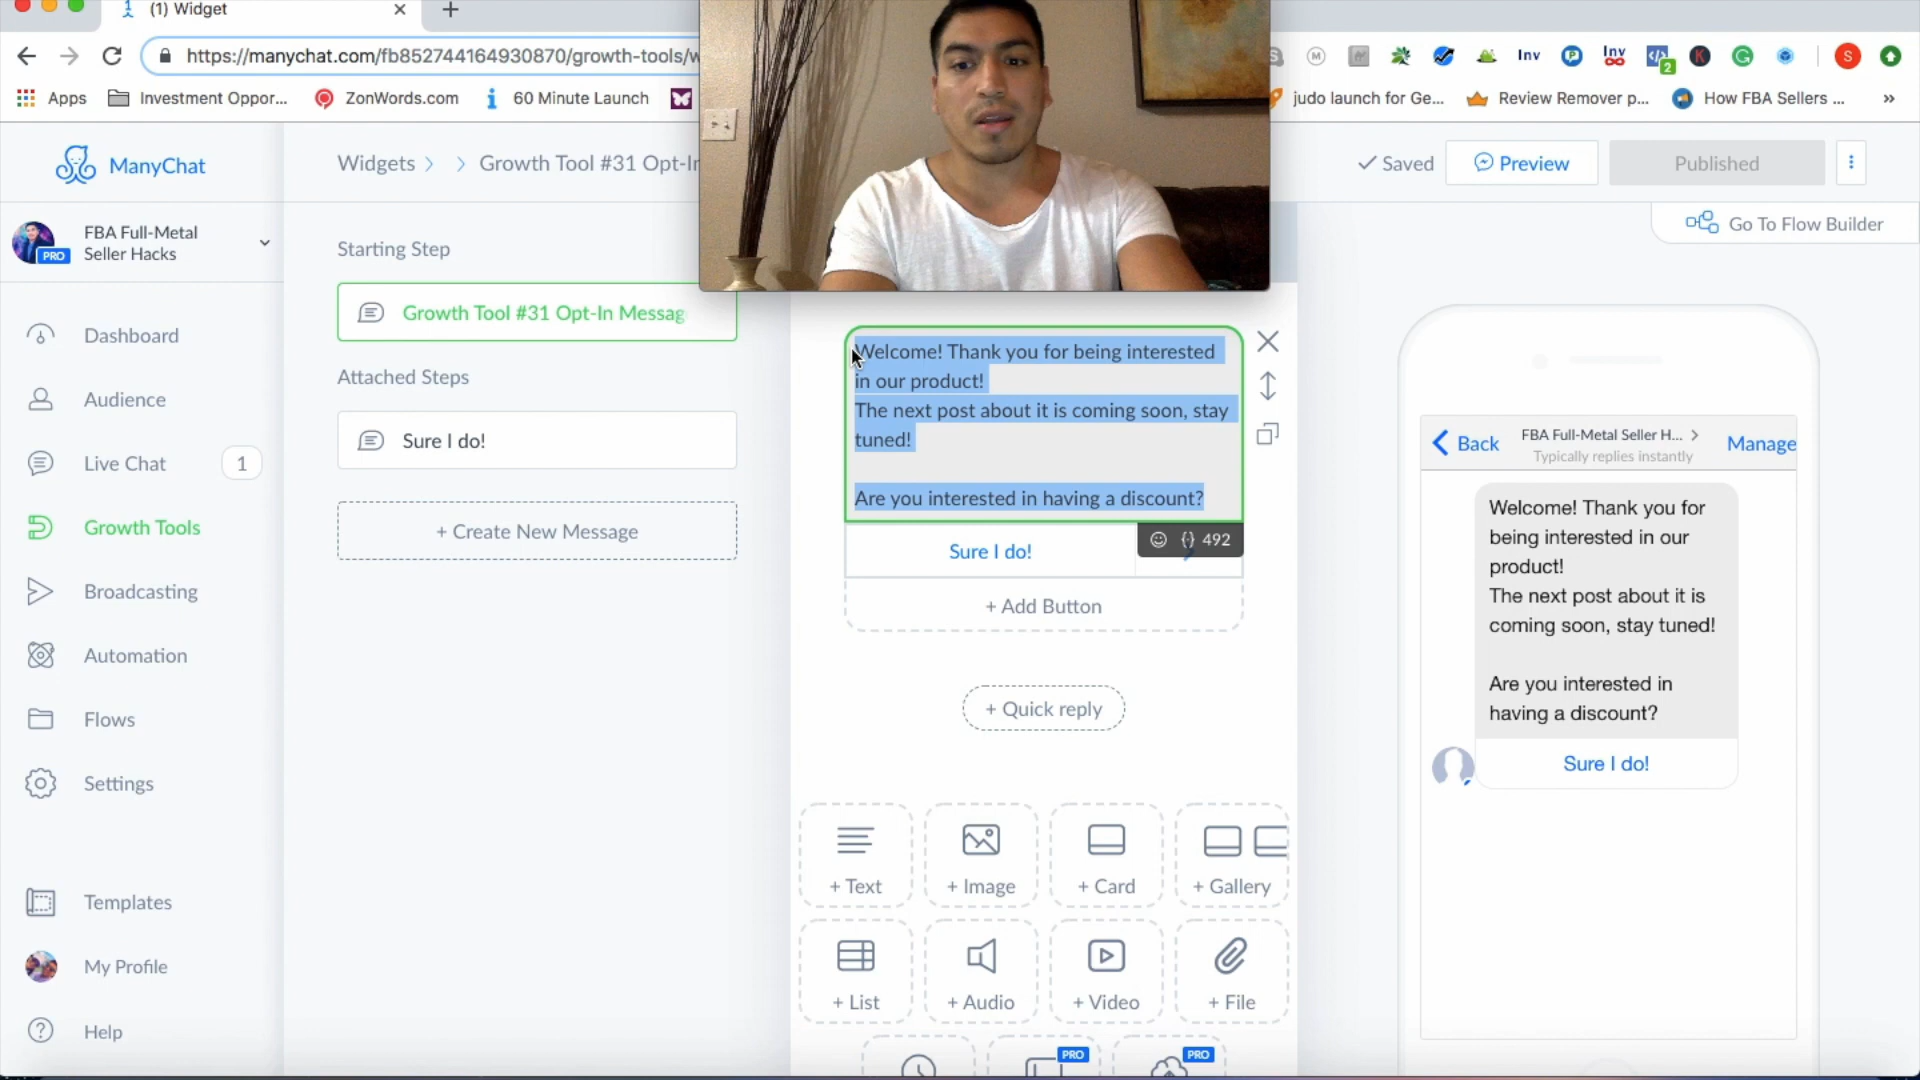 (1) Widget
https://manychat.com/fb852744164930870/growth-tools/w
Inv
Inv
2
S
Apps
Investment Oppor...
ZonWords.com
60 Minute Launch
judo launch for Ge...
Review Remover p...
How FBA Sellers ...
»
ManyChat
FBA Full-Metal
Seller Hacks
PRO
Dashboard
Audience
Live Chat
1
Growth Tools
Broadcasting
Automation
Flows
Settings
Templates
My Profile
Help
Widgets
Growth Tool #31 Opt-In
Saved
Preview
Published
Go To Flow Builder
Starting Step
Growth Tool #31 Opt-In Messag
Attached Steps
Sure I do!
+ Create New Message
Welcome! Thank you for being interested
in our product!
The next post about it is coming soon, stay
tuned!
Are you interested in having a discount?
492
Sure I do!
+ Add Button
+ Quick reply
+ Text
+ Image
+ Card
+ Gallery
+ List
+ Audio
+ Video
+ File
PRO
PRO
Back
FBA Full-Metal Seller H...
Typically replies instantly
Manage
Welcome! Thank you for
being interested in our
product!
The next post about it is
coming soon, stay tuned!
Are you interested in
having a discount?
Sure I do!